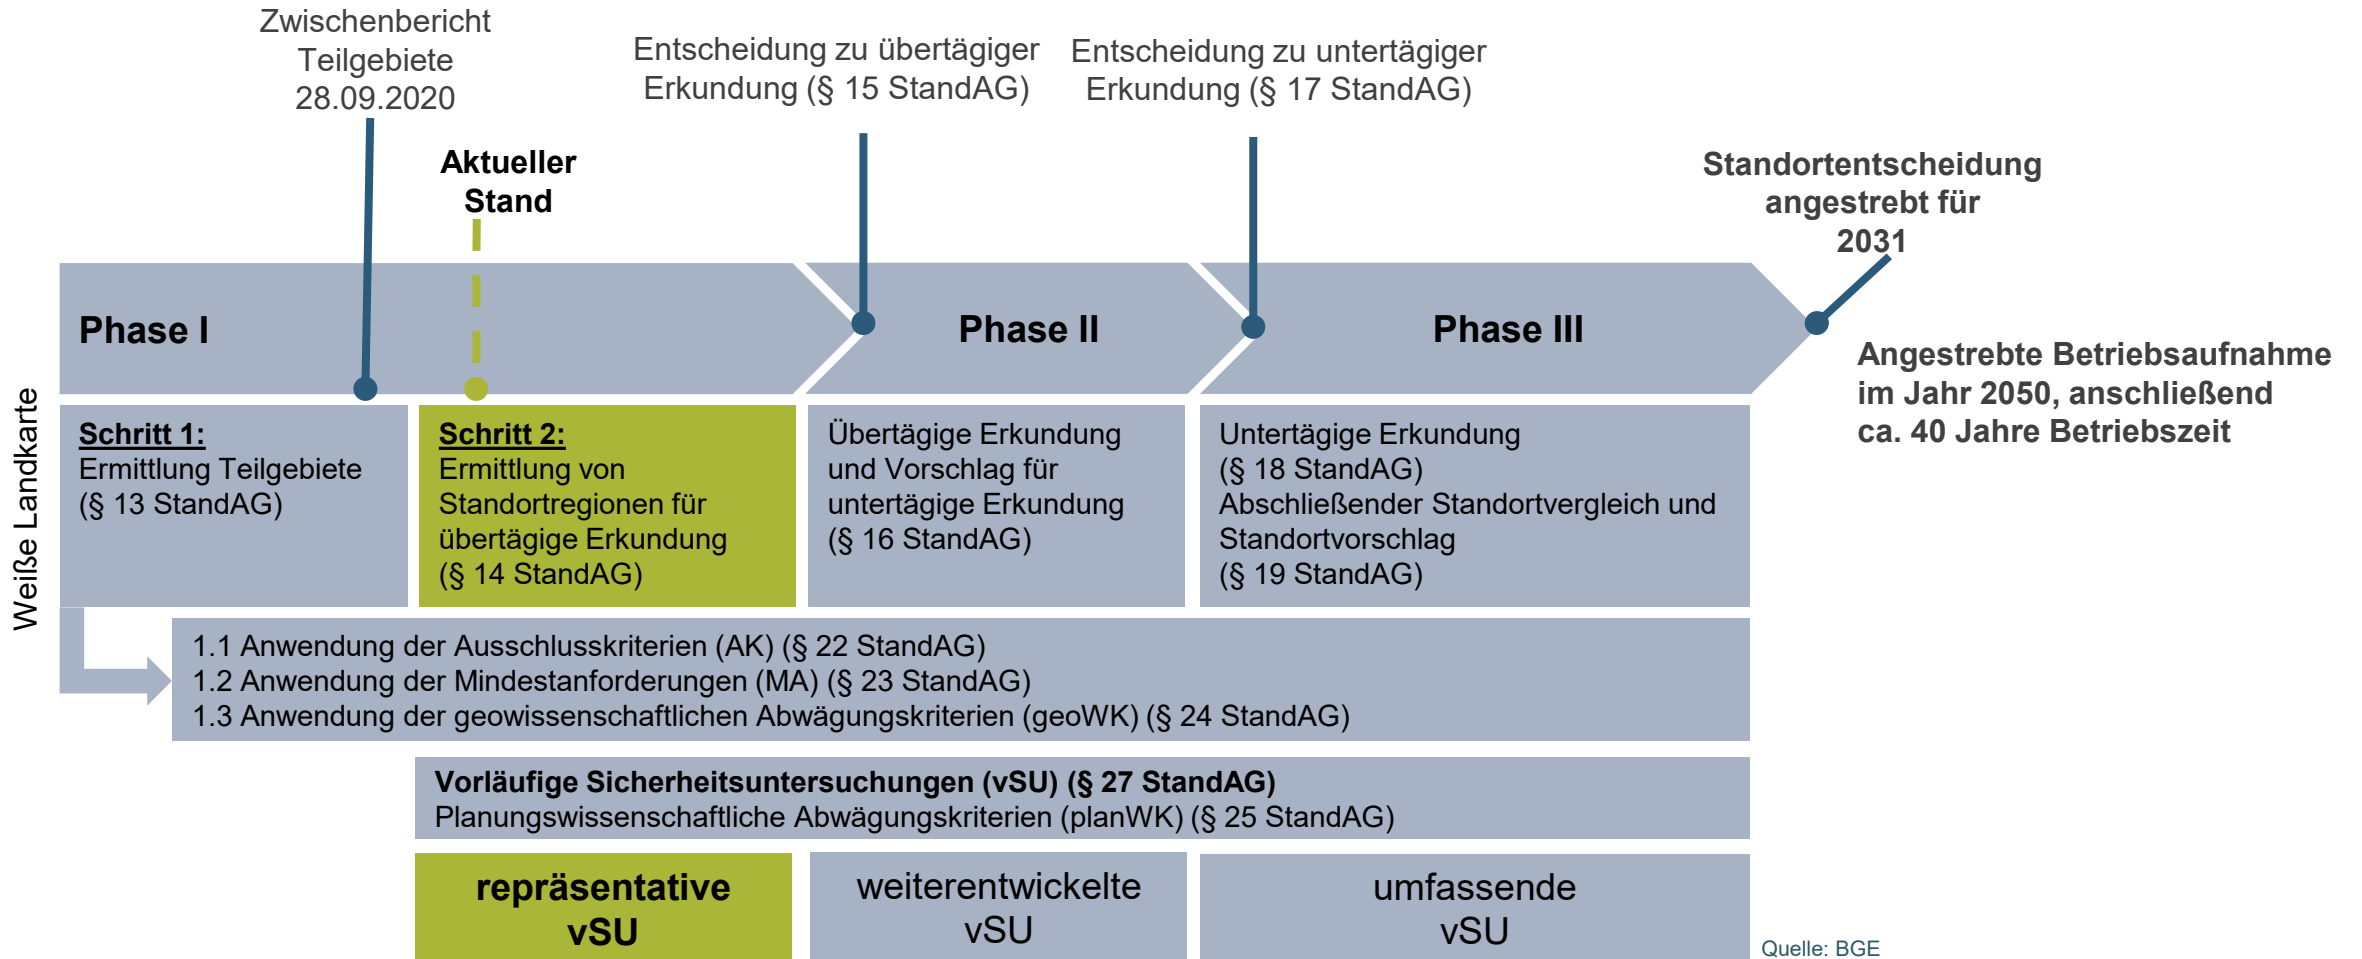 Zwischenbericht
Teilgebiete
28.09.2020
Entscheidung zu übertägiger
Erkundung (§ 15 StandAG)
Entscheidung zu untertägiger
Erkundung (§ 17 StandAG)
Aktueller
Stand
Standortentscheidung
angestrebt für
2031
Phase I
Phase II
Phase III
Angestrebte Betriebsaufnahme
im Jahr 2050, anschließend
ca. 40 Jahre Betriebszeit
Weiße Landkarte
Schritt 1:
Ermittlung Teilgebiete
(§ 13 StandAG)
Schritt 2:
Ermittlung von
Standortregionen für
übertägige Erkundung
(§ 14 StandAG)
Übertägige Erkundung
und Vorschlag für
untertägige Erkundung
(§ 16 StandAG)
Untertägige Erkundung
(§ 18 StandAG)
Abschließender Standortvergleich und
Standortvorschlag
(§ 19 StandAG)
1.1 Anwendung der Ausschlusskriterien (AK) (§ 22 StandAG)
1.2 Anwendung der Mindestanforderungen (MA) (§ 23 StandAG)
1.3 Anwendung der geowissenschaftlichen Abwägungskriterien (geoWK) (§ 24 StandAG)
Vorläufige Sicherheitsuntersuchungen (vSU) (§ 27 StandAG)
Planungswissenschaftliche Abwägungskriterien (planWK) (§ 25 StandAG)
repräsentative
vSU
weiterentwickelte
vSU
umfassende
vSU
Quelle: BGE